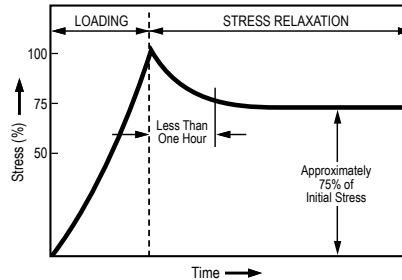 LOADING
STRESS RELAXATION
100
75
50
Stress (%)
Less Than
One Hour
Approximately
75% of
Initial Stress
Time